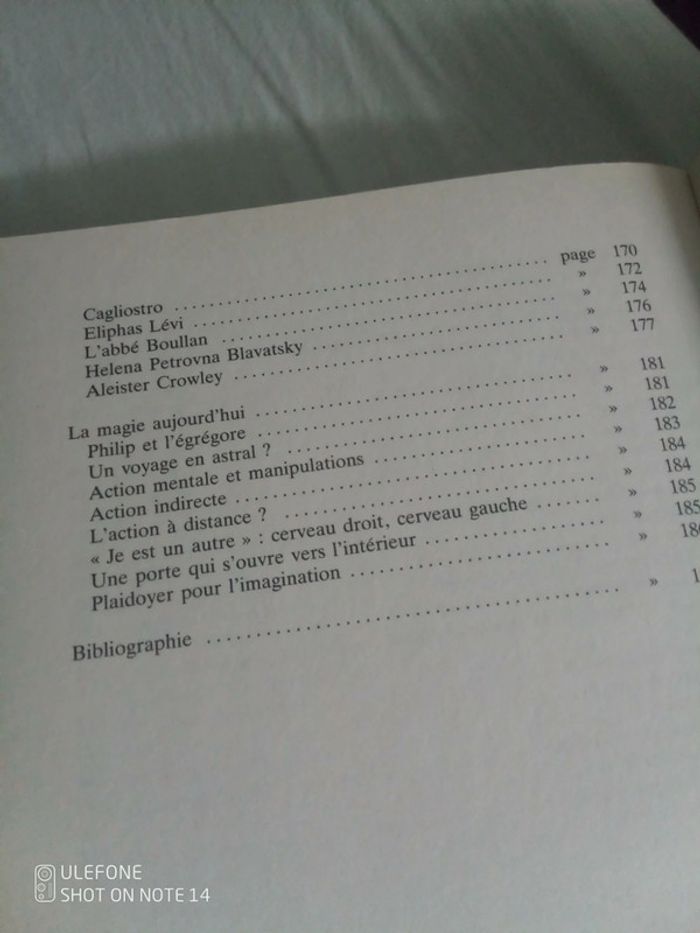 Cagliostro ........ page 170
Eliphas Lévi ........ » 172
L'abbé Boullan ........ » 174
Helena Petrovna Blavatsky ........ » 176
Aleister Crowley ........ » 177
La magie aujourd'hui ........ » 181
Philip et l'égrégore ........ » 181
Un voyage en astral ? ........ » 182
Action mentale et manipulations ........ » 183
Action indirecte ........ » 184
L'action à distance ? ........ » 184
« Je est un autre » : cerveau droit, cerveau gauche ........ » 185
Une porte qui s'ouvre vers l'intérieur ........ » 185
Plaidoyer pour l'imagination ........ »
Bibliographie ........ »
ULEFONE
SHOT ON NOTE 14